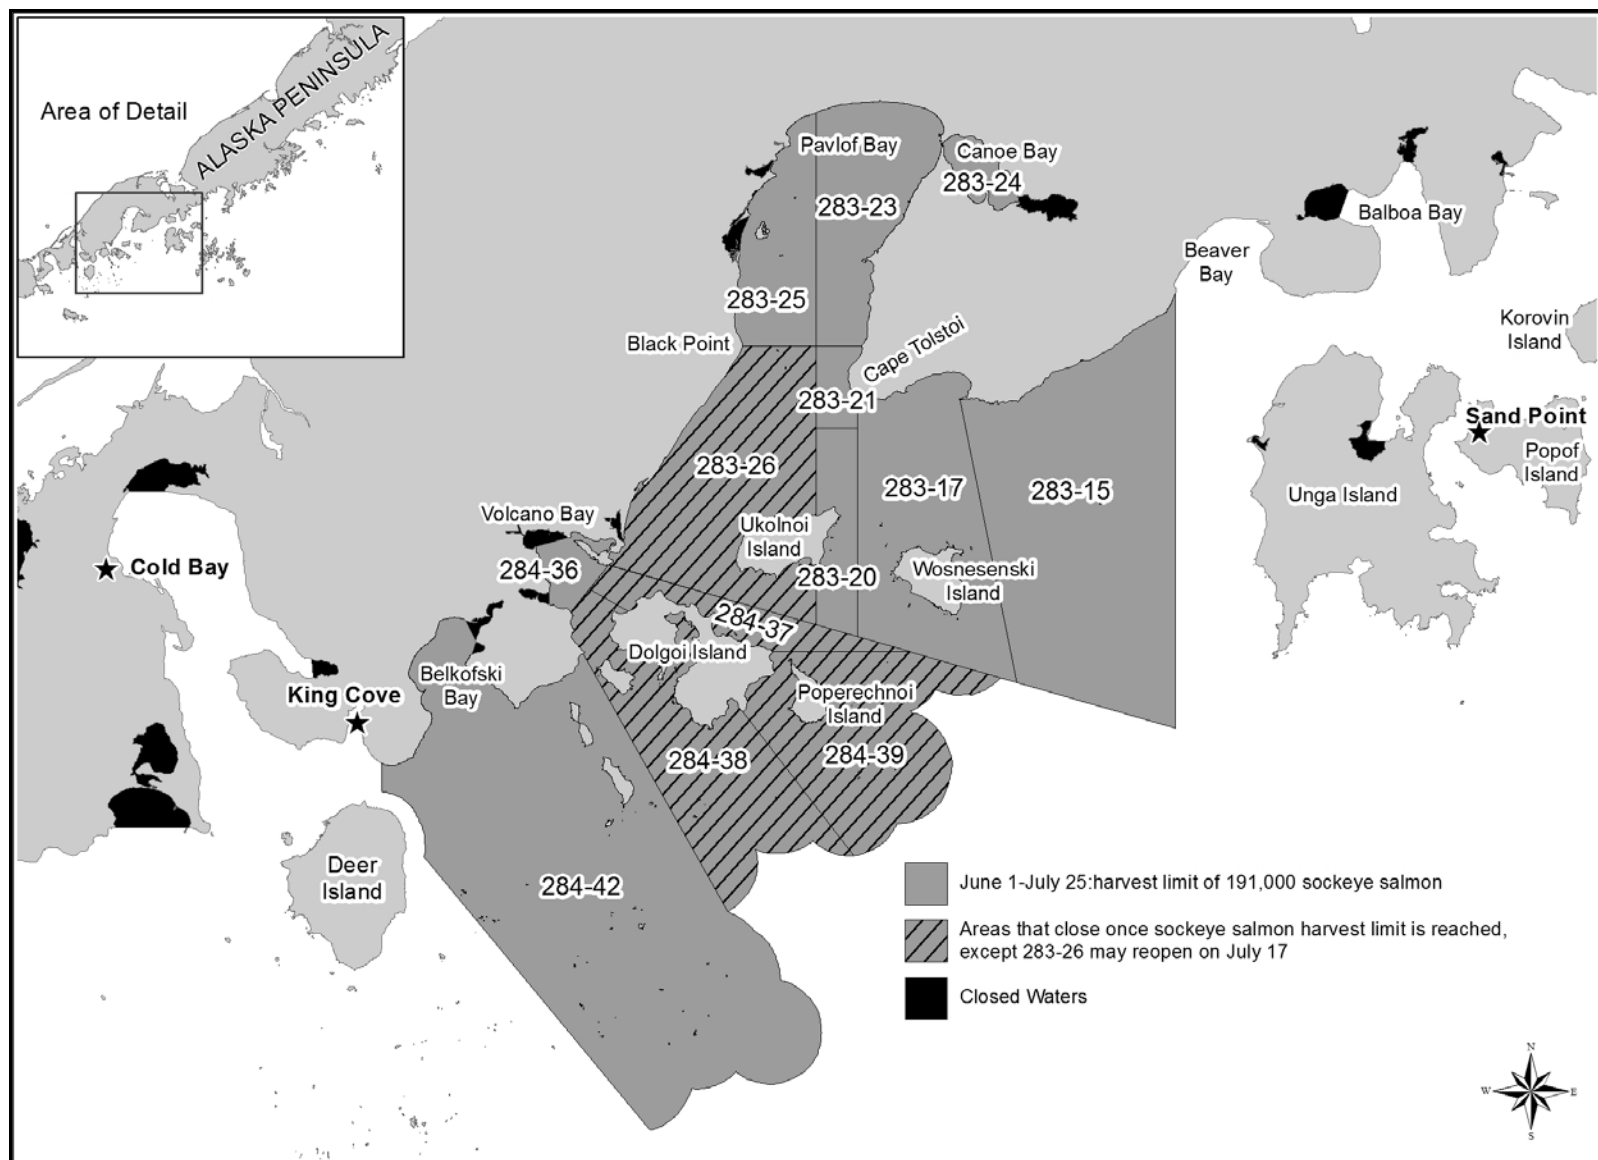 Area of Detail
ALASKA PENINSULA
Pavlof Bay
Canoe Bay
283-24
283-23
Balboa Bay
Beaver
Bay
283-25
Korovin
Island
Black Point
Cape Tolstoi
283-21
Sand Point
Popof
Island
283-26
283-17
283-15
Unga Island
Volcano Bay
Ukolnoi
Island
Cold Bay
284-36
283-20
Wosnesenski
Island
284-37
Dolgoi Island
Belkofski
Bay
King Cove
Poperechnoi
Island
284-38
284-39
Deer
Island
284-42
June 1-July 25:harvest limit of 191,000 sockeye salmon
Areas that close once sockeye salmon harvest limit is reached,
except 283-26 may reopen on July 17
Closed Waters
N
W
E
S